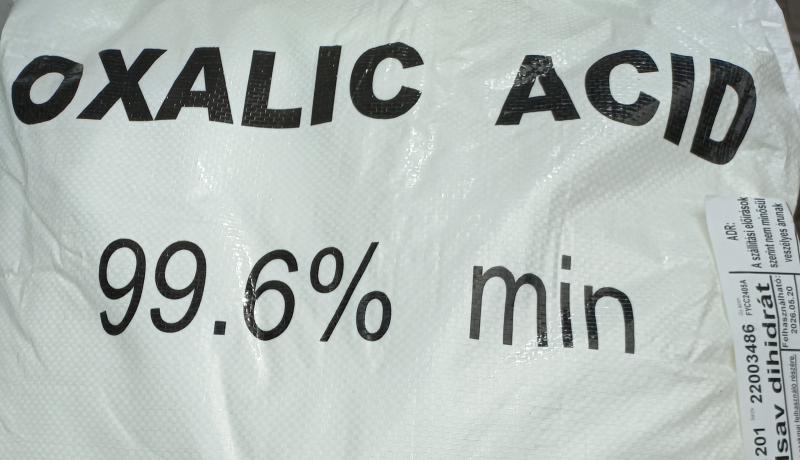 OXALIC ACID
99.6% min
ADR:
A szállítási előírások
szerint nem minősül
veszélyes árunak
FYCC2405A
201 22003486
lsav dihidrát
Felhasználható:
2026.05.20